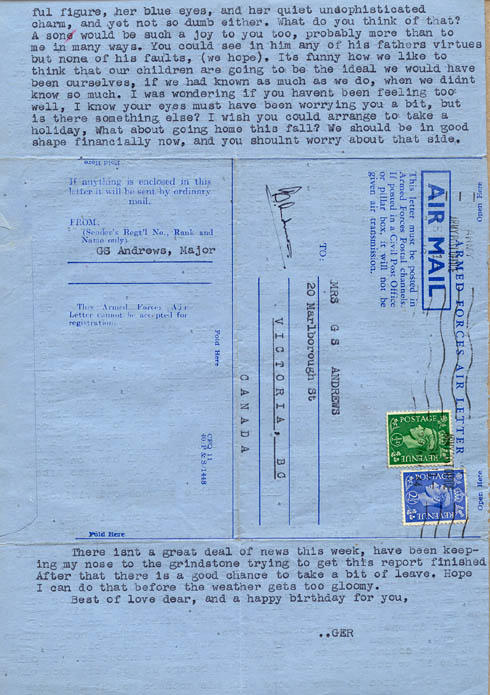 ful figure, her blue eyes, and her quiet undophisticated
charm, and yet not so dumb either. What do you think of that?
A song would be such a joy to you too, probably more than to
me in many ways. You could see in him any of his fathers virtues
but none of his faults, (we hope). Its funny how we like to
think that our children are going to be the ideal we would have
been ourselves, if we had known as much as we do, when we didnt
know so much. I was wondering if you havent been feeling too
well, I know your eyes must have been worrying you a bit, but
is there something else? I wish you could arrange to take a
holiday, What about going home this fall? We should be in good
shape financially now, and you shoulnt worry about that side.
Fold Here
If anything is enclosed in this
letter it will be sent by ordinary
mail.
FROM:
(Sender's Regt'l No., Rank and
Name only)
GS Andrews, Major
This Armed Forces Air
Letter cannot be accepted for
registration.
Fold Here
Fold Here
TO:
MRS G S ANDREWS
20 Marlborough St
VICTORIA, BC
CANADA
This letter must be posted in
Armed Forces Postal channels.
If posted in a Civil Post Office
or pillar box, it will not be
given air transmission.
AIR MAIL
ARMED FORCES AIR LETTER
Open Here
Open Here
POSTAGE
REVENUE
POSTAGE
REVENUE
There isnt a great deal of news this week, have been keep-
ing my nose to the grindstone trying to get this report finished
After that there is a good chance to take a bit of leave. Hope
I can do that before the weather gets too gloomy.
Best of love dear, and a happy birthday for you,
..GER